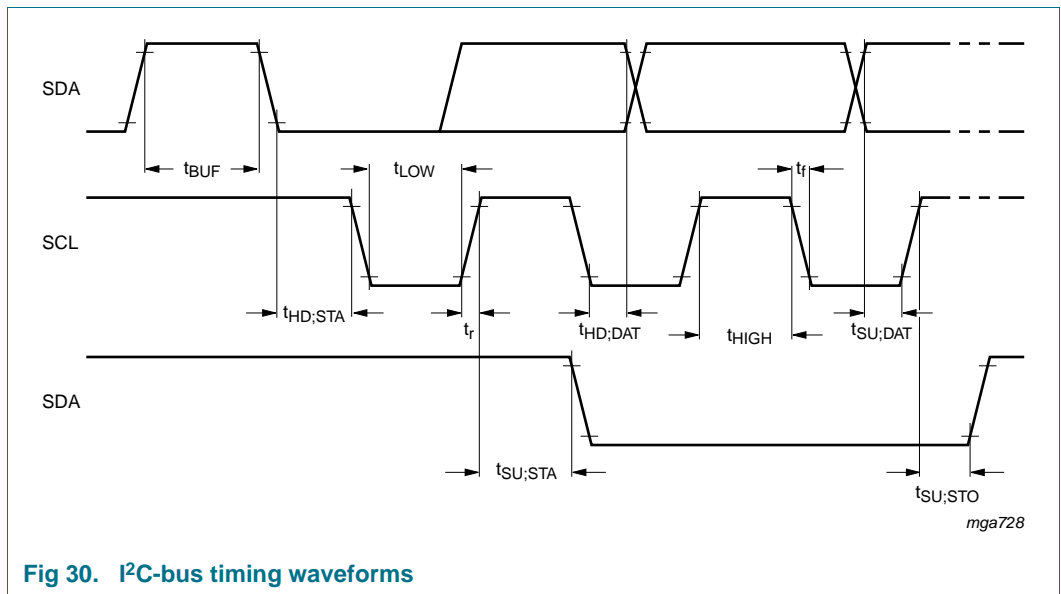 SDA
tBUF
tLOW
tf
SCL
tHD;STA
tr
tHD;DAT
tHIGH
tSU;DAT
SDA
tSU;STA
tSU;STO
mga728
Fig 30. I²C-bus timing waveforms